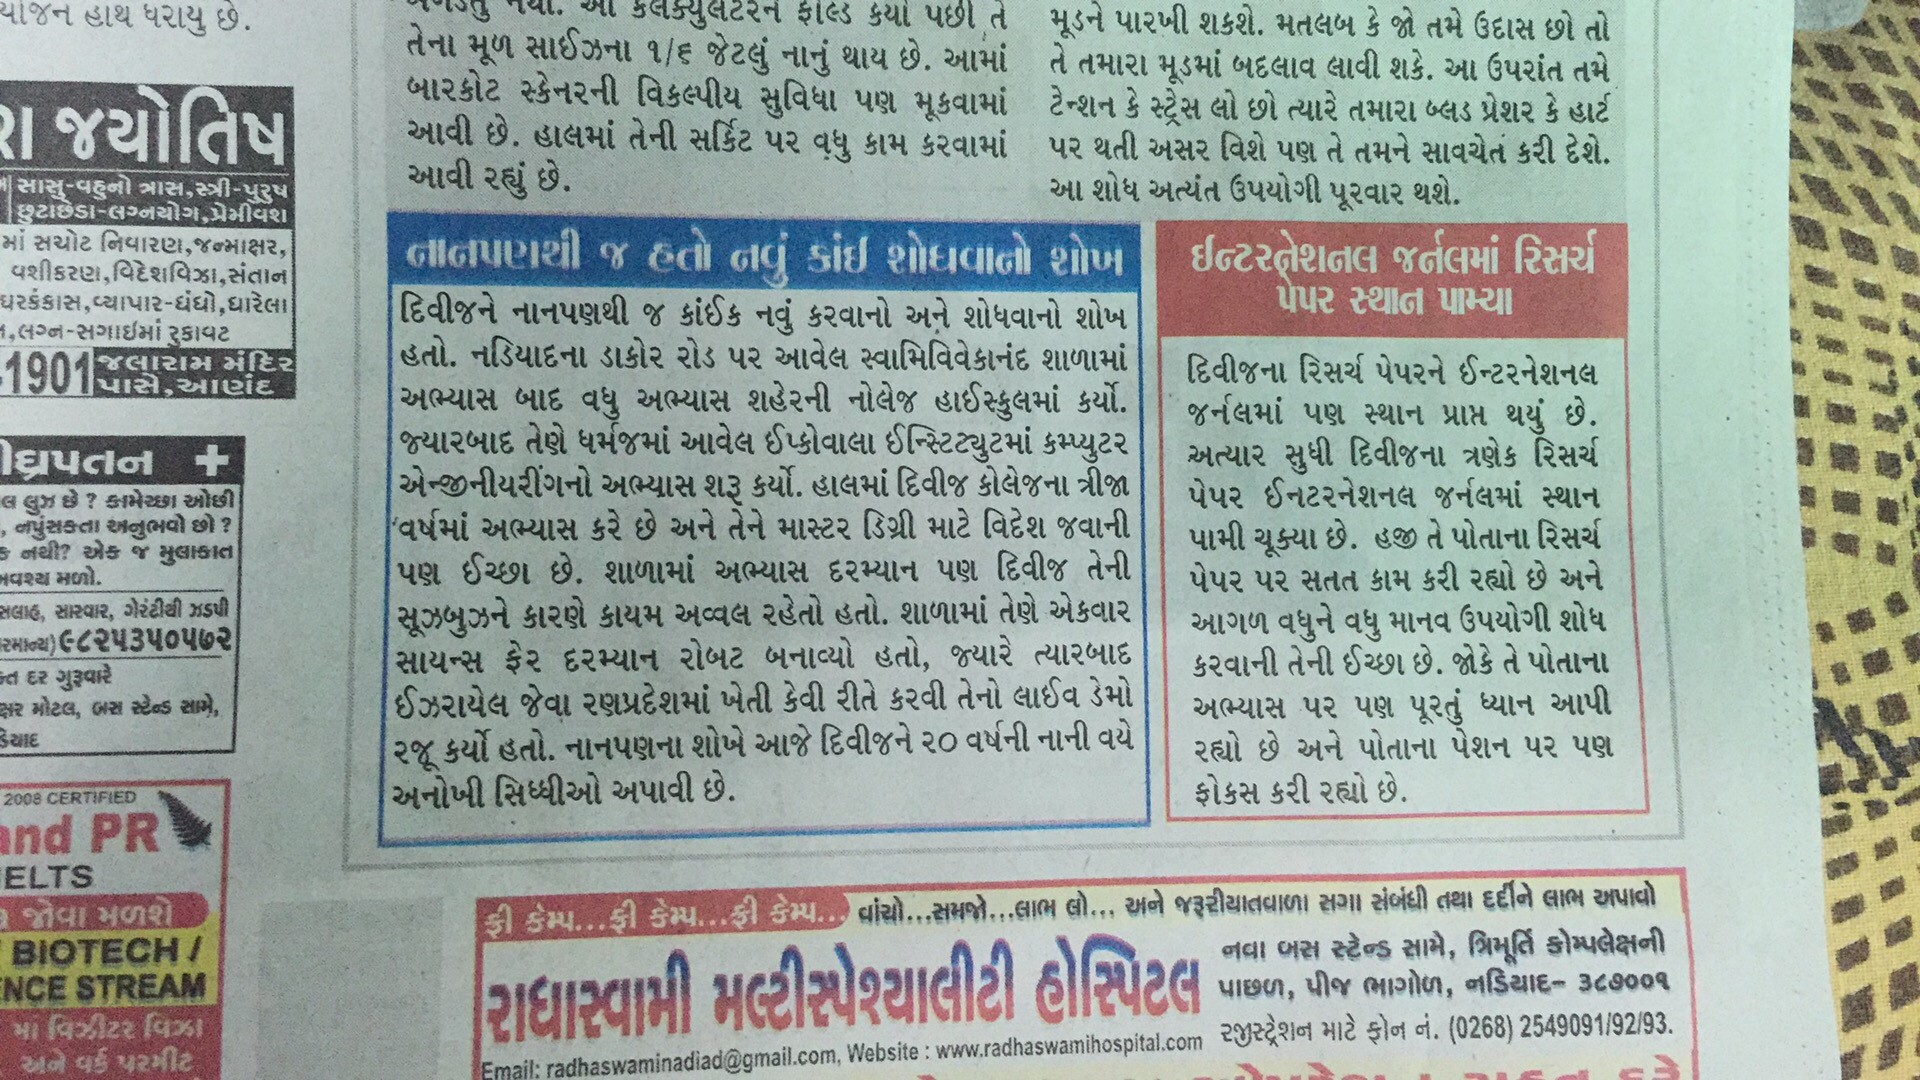 યોજન હાથ ધરાયુ છે.
જ્યોતિષ
સાસુ-વહુનો ત્રાસ,સ્ત્રી-પુરુષ
છુટાછેડા-લગ્નયોગ,પ્રેમીવશ
માં સચોટ નિવારણ,જન્માક્ષર,
વશીકરણ,વિદેશવિઝા,સંતાન
ઘરકંકાસ,વ્યાપાર-ધંધો,ધારેલા
લગ્ન-સગાઇમાં રુકાવટ
1901 જલારામ મંદિર
પાસે,આણંદ
લુઝ છે ? કામેચ્છા ઓછી
નપુંસકતા અનુભવો છો ?
નથી? એક જ મુલાકાત
અવશ્ય મળો.
સલાહ, સારવાર, ગેરંટીથી ઝડપી
૯૮૨૫૩૫૦૫૭૨
દર ગુરૂવારે
મોટલ, બસ સ્ટેન્ડ સામે,
2008 CERTIFIED
and PR
IELTS
જોવા મળશે
BIOTECH /
STREAM
માં વિઝીટર વિઝા
અને વર્ક પરમીટ
આ કેલક્યુલેટરને ફોલ્ડ કર્યા પછી તે
તેના મૂળ સાઈઝના ૧/૬ જેટલું નાનું થાય છે. આમાં
બારકોટ સ્કેનરની વિકલ્પીય સુવિધા પણ મૂકવામાં
આવી છે. હાલમાં તેની સર્કિટ પર વધુ કામ કરવામાં
આવી રહ્યું છે.
મૂડને પારખી શકશે. મતલબ કે જો તમે ઉદાસ છો તો
તે તમારા મૂડમાં બદલાવ લાવી શકે. આ ઉપરાંત તમે
ટેન્શન કે સ્ટ્રેસ લો છો ત્યારે તમારા બ્લડ પ્રેશર કે હાર્ટ
પર થતી અસર વિશે પણ તે તમને સાવચેત કરી દેશે.
આ શોધ અત્યંત ઉપયોગી પૂરવાર થશે.
નાનપણથી જ હતો નવું કાંઈ શોધવાનો શોખ
દિવીજને નાનપણથી જ કાંઈક નવું કરવાનો અને શોધવાનો શોખ
હતો. નડિયાદના ડાકોર રોડ પર આવેલ સ્વામિવિવેકાનંદ શાળામાં
અભ્યાસ બાદ વધુ અભ્યાસ શહેરની નોલેજ હાઈસ્કુલમાં કર્યો.
જ્યારબાદ તેણે ધર્મજમાં આવેલ ઈપ્કોવાલા ઈન્સ્ટિટ્યુટમાં કમ્પ્યુટર
એન્જીનીયરીંગનો અભ્યાસ શરૂ કર્યો. હાલમાં દિવીજ કોલેજના ત્રીજા
વર્ષમાં અભ્યાસ કરે છે અને તેને માસ્ટર ડિગ્રી માટે વિદેશ જવાની
પણ ઈચ્છા છે. શાળામાં અભ્યાસ દરમ્યાન પણ દિવીજ તેની
સૂઝબુઝને કારણે કાયમ અવ્વલ રહેતો હતો. શાળામાં તેણે એકવાર
સાયન્સ ફેર દરમ્યાન રોબટ બનાવ્યો હતો, જ્યારે ત્યારબાદ
ઈઝરાયેલ જેવા રણપ્રદેશમાં ખેતી કેવી રીતે કરવી તેનો લાઈવ ડેમો
રજૂ કર્યો હતો. નાનપણના શોખે આજે દિવીજને ૨૦ વર્ષની નાની વયે
અનોખી સિધ્ધીઓ અપાવી છે.
ઈન્ટરનેશનલ જર્નલમાં રિસર્ચ
પેપર સ્થાન પામ્યા
દિવીજના રિસર્ચ પેપરને ઈન્ટરનેશનલ
જર્નલમાં પણ સ્થાન પ્રાપ્ત થયું છે.
અત્યાર સુધી દિવીજના ત્રણેક રિસર્ચ
પેપર ઈનટરનેશનલ જર્નલમાં સ્થાન
પામી ચૂક્યા છે. હજી તે પોતાના રિસર્ચ
પેપર પર સતત કામ કરી રહ્યો છે અને
આગળ વધુને વધુ માનવ ઉપયોગી શોધ
કરવાની તેની ઈચ્છા છે. જોકે તે પોતાના
અભ્યાસ પર પણ પૂરતું ધ્યાન આપી
રહ્યો છે અને પોતાના પેશન પર પણ
ફોકસ કરી રહ્યો છે.
ફ્રી કેમ્પ...ફ્રી કેમ્પ...ફ્રી કેમ્પ... વાંચો...સમજો...લાભ લો... અને જરૂરીયાતવાળા સગા સંબંધી તથા દર્દીને લાભ અપાવો
રાધાસ્વામી મલ્ટીસ્પેશ્યાલીટી હોસ્પિટલ
નવા બસ સ્ટેન્ડ સામે, ત્રિમૂર્તિ કોમ્પલેક્ષની
પાછળ, પીજ ભાગોળ, નડિયાદ- ૩૮૭૦૦૧
રજીસ્ટ્રેશન માટે ફોન નં. (0268) 2549091/92/93.
Email: radhaswaminadiad@gmail.com, Website : www.radhaswamihospital.com